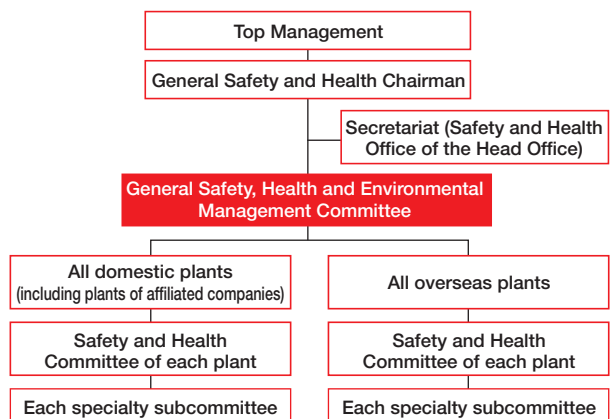 Top Management
General Safety and Health Chairman
Secretariat (Safety and Health
Office of the Head Office)
General Safety, Health and Environmental
Management Committee
All domestic plants
(including plants of affiliated companies)
All overseas plants
Safety and Health
Committee of each plant
Safety and Health
Committee of each plant
Each specialty subcommittee
Each specialty subcommittee